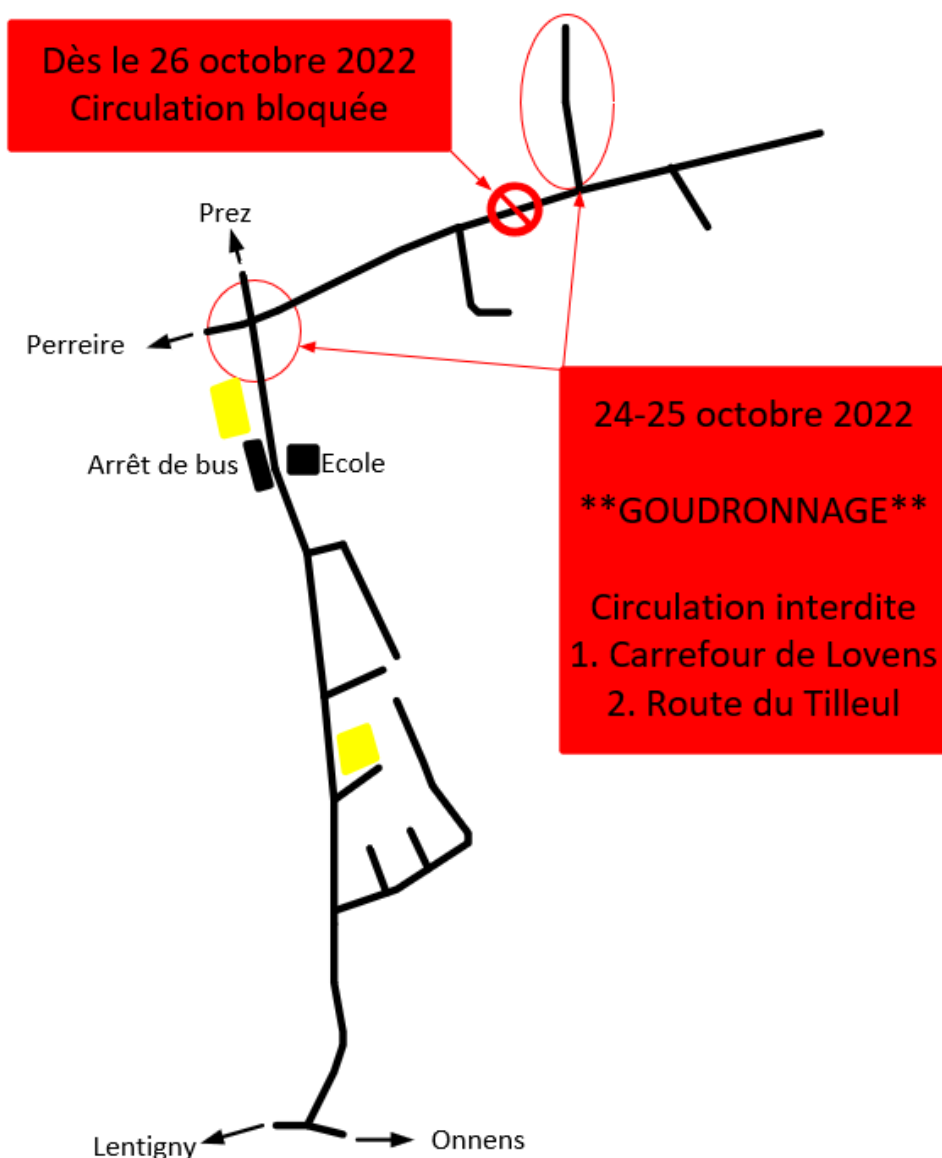 Dès le 26 octobre 2022
Circulation bloquée
Prez
Perreire
Arrêt de bus
Ecole
24-25 octobre 2022
**GOUDRONNAGE**
Circulation interdite
1. Carrefour de Lovens
2. Route du Tilleul
Lentigny
Onnens